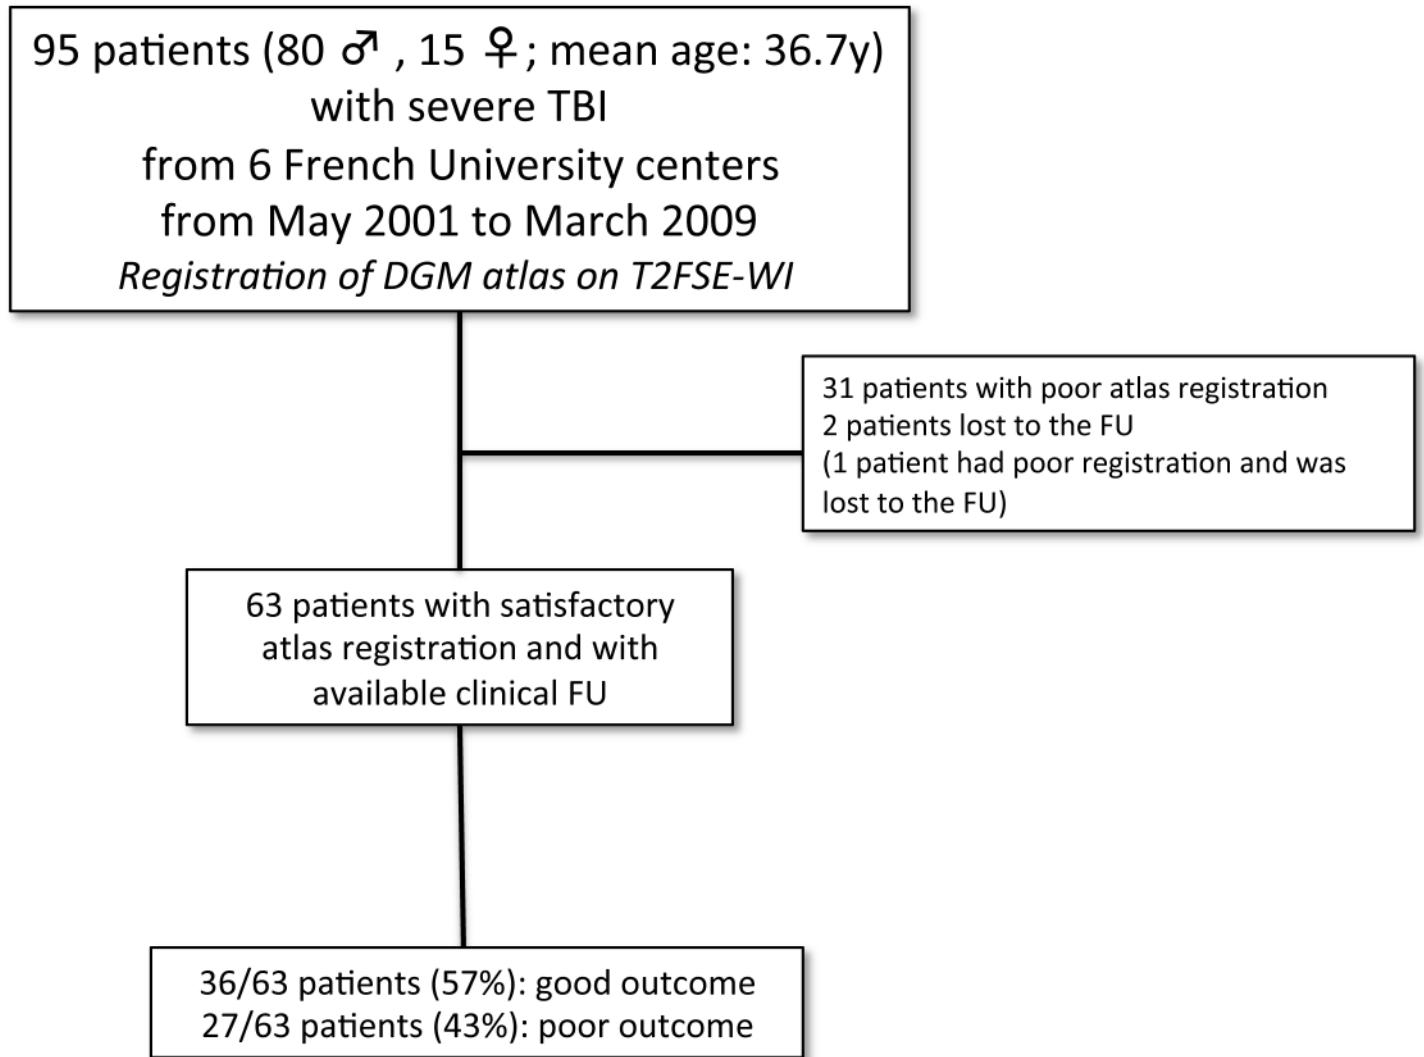 95 patients (80 ♂ , 15 ♀; mean age: 36.7y)
with severe TBI
from 6 French University centers
from May 2001 to March 2009
Registration of DGM atlas on T2FSE-WI
31 patients with poor atlas registration
2 patients lost to the FU
(1 patient had poor registration and was
lost to the FU)
63 patients with satisfactory
atlas registration and with
available clinical FU
36/63 patients (57%): good outcome
27/63 patients (43%): poor outcome